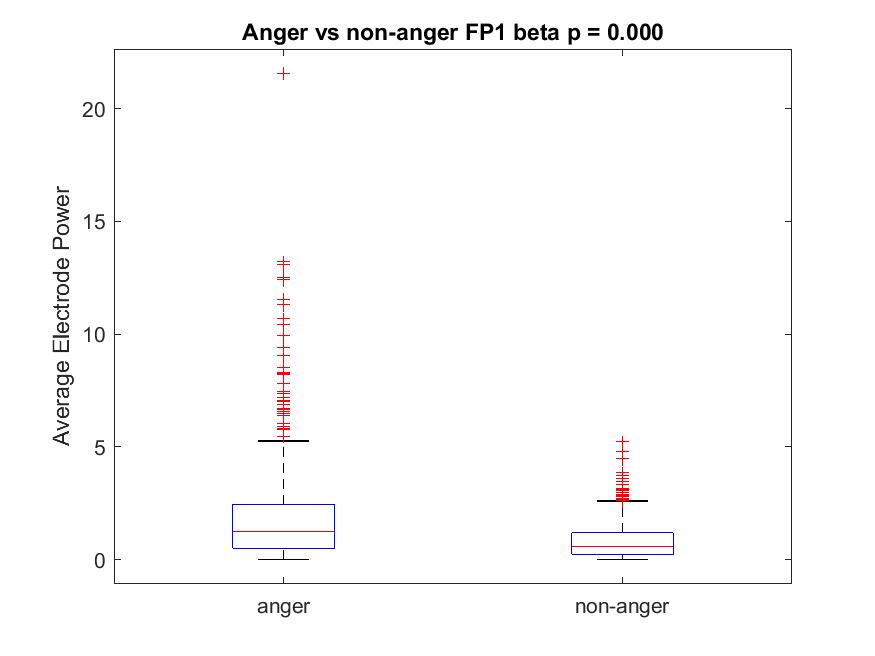 Anger vs non-anger FP1 beta p = 0.000
Average Electrode Power
20
15
10
5
0
anger
non-anger